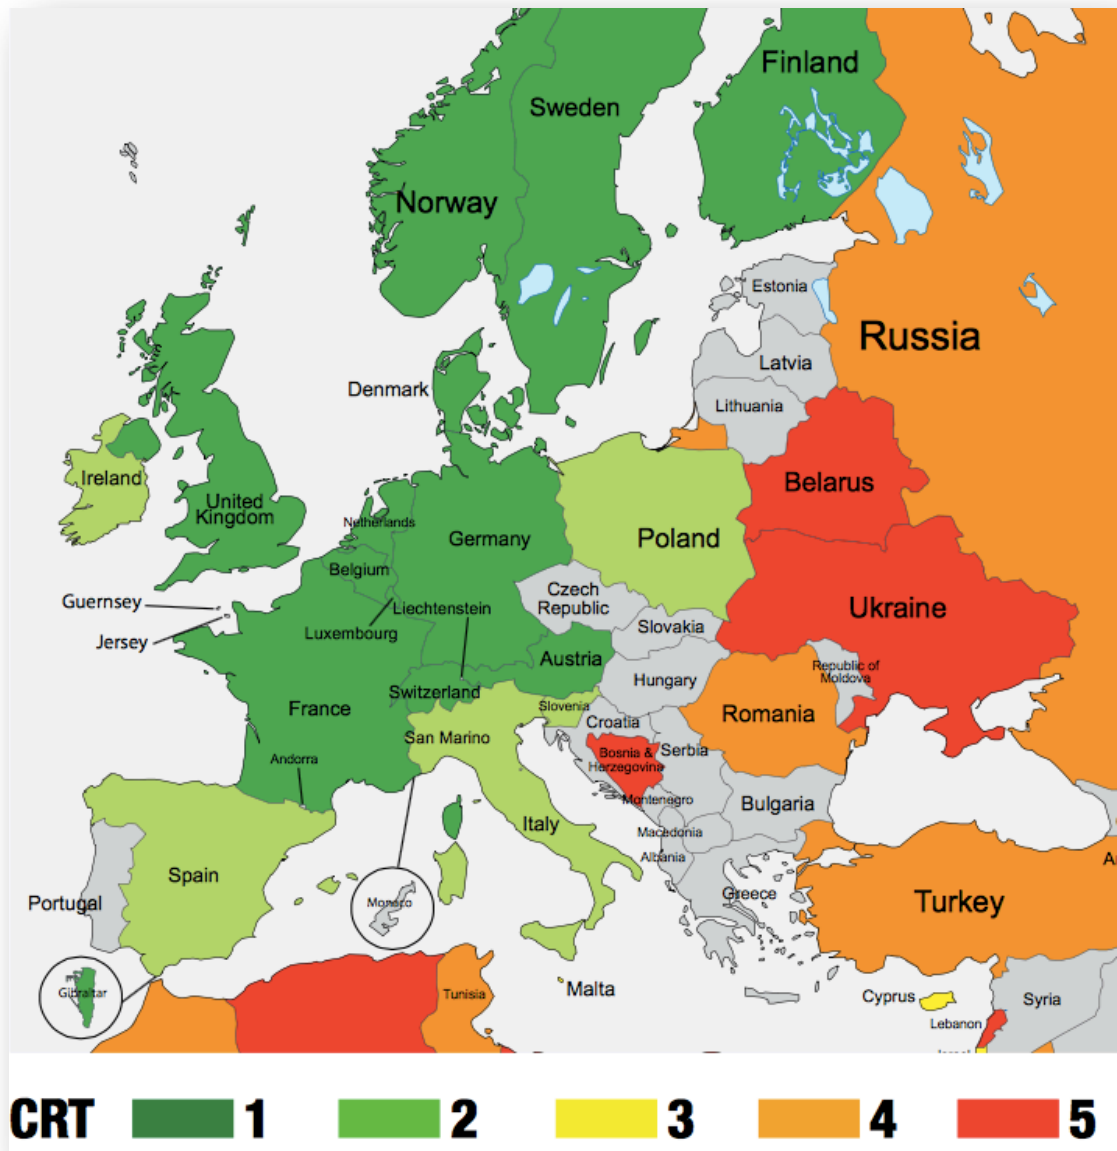 Finland
Sweden
Norway
Estonia
Russia
Latvia
Denmark
Lithuania
Ireland
United
Kingdom
Belarus
Netherlands
Germany
Poland
Belgium
Czech
Republic
Guernsey
Liechtenstein
Ukraine
Jersey
Luxembourg
Slovakia
Austria
Republic of
Moldova
Hungary
Switzerland
France
Slovenia
Romania
San Marino
Croatia
Andorra
Bosnia &
Herzegovina
Serbia
Montenegro
Bulgaria
Italy
Macedonia
Albania
Spain
Portugal
Monaco
Greece
Turkey
Gibraltar
Tunisia
Malta
Cyprus
Syria
Lebanon
CRT 1 2 3 4 5